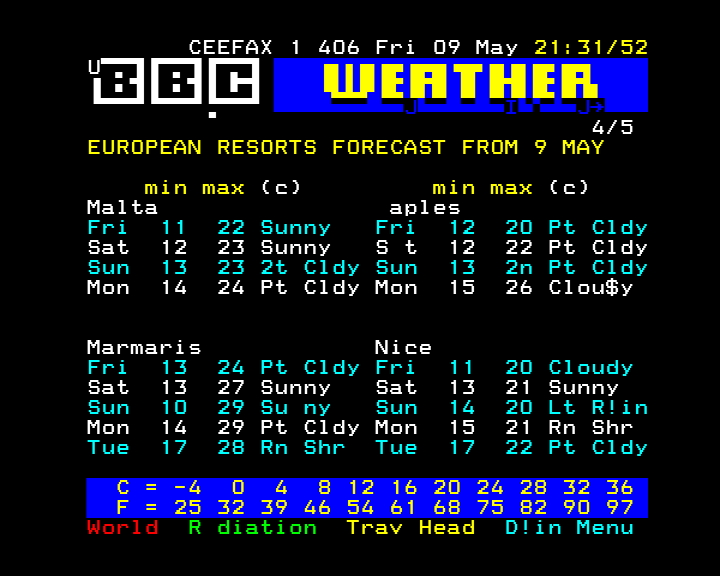 CEEFAX 1 406 Fri 09 May 21:31/52
U BBC WEATHER
4/5
EUROPEAN RESORTS FORECAST FROM 9 MAY
min max (c) min max (c)
Malta aples
Fri 11 22 Sunny Fri 12 20 Pt Cldy
Sat 12 23 Sunny S t 12 22 Pt Cldy
Sun 13 23 2t Cldy Sun 13 2n Pt Cldy
Mon 14 24 Pt Cldy Mon 15 26 Clou$y
Marmaris Nice
Fri 13 24 Pt Cldy Fri 11 20 Cloudy
Sat 13 27 Sunny Sat 13 21 Sunny
Sun 10 29 Su ny Sun 14 20 Lt R!in
Mon 14 29 Pt Cldy Mon 15 21 Rn Shr
Tue 17 28 Rn Shr Tue 17 22 Pt Cldy
C = -4 0 4 8 12 16 20 24 28 32 36
F = 25 32 39 46 54 61 68 75 82 90 97
World R diation Trav Head D!in Menu